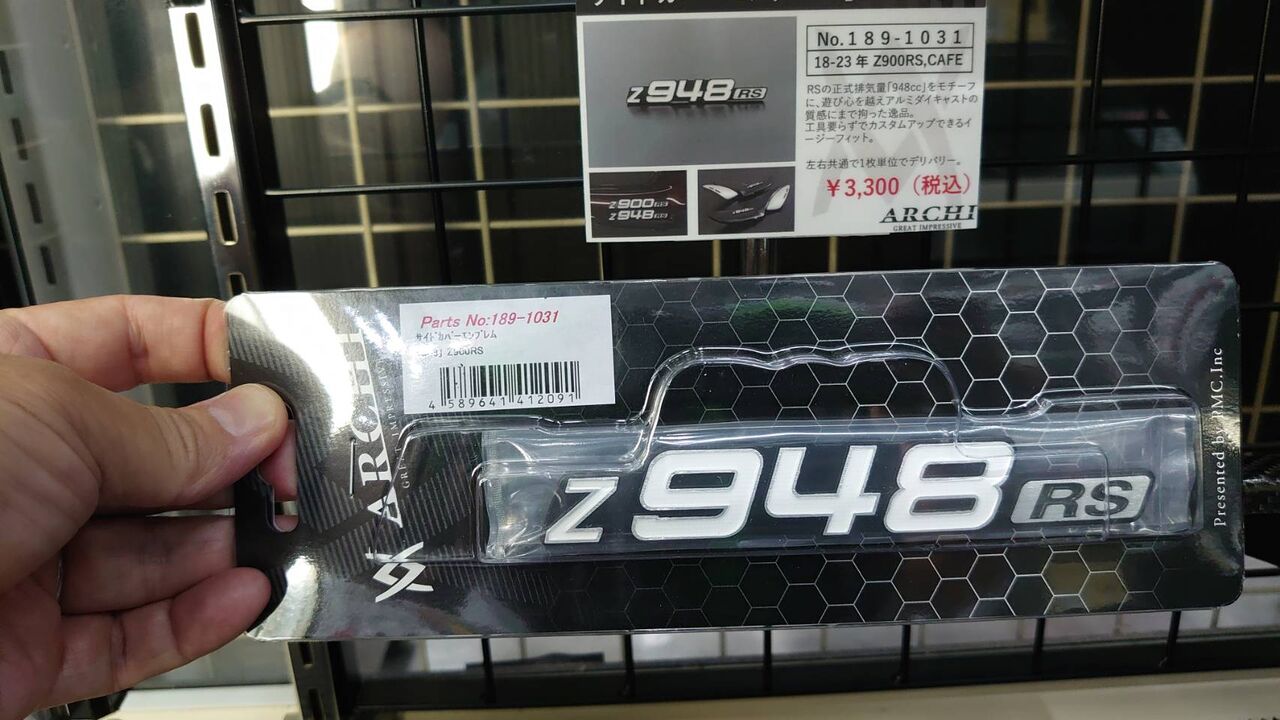 No.189-1031
18-23年 Z900RS,CAFE
z948RS
RSの正式排気量「948cc」をモチーフ
に、遊び心を越えアルミダイキャストの
質感にまで拘った逸品。
工具要らずでカスタムアップできるイ
ージーフィット。
左右共通で1枚単位でデリバリー。
￥3,300（税込）
z900RS
z948RS
ARCHI
GREAT IMPRESSIVE
Parts No:189-1031
サイドカバーエンブレム
Z900RS
4 589641 412091
ARCHI
z948 RS
Presented by PMC,Inc